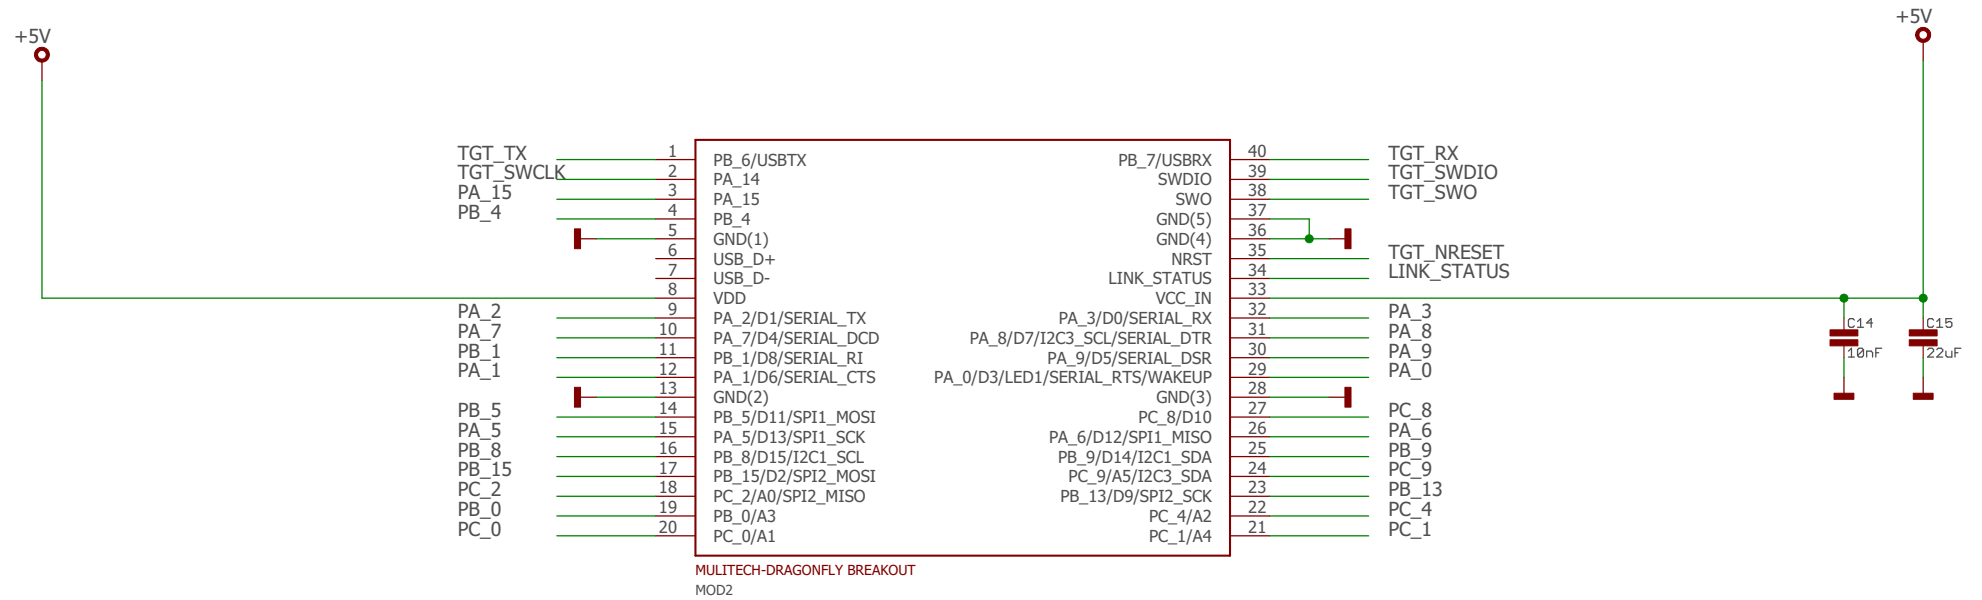 +5V
+5V
TGT_TX 1 PB_6/USBTX PB_7/USBRX 40 TGT_RX
TGT_SWCLK 2 PA_14 SWDIO 39 TGT_SWDIO
PA_15 3 PA_15 SWO 38 TGT_SWO
PB_4 4 PB_4 GND(5) 37
5 GND(1) GND(4) 36
6 USB_D+ NRST 35 TGT_NRESET
7 USB_D- LINK_STATUS 34 LINK_STATUS
8 VDD VCC_IN 33
PA_2 9 PA_2/D1/SERIAL_TX PA_3/D0/SERIAL_RX 32 PA_3
C14 C15
PA_7 10 PA_7/D4/SERIAL_DCD PA_8/D7/I2C3_SCL/SERIAL_DTR 31 PA_8
PB_1 11 PB_1/D8/SERIAL_RI PA_9/D5/SERIAL_DSR 30 PA_9
10nF 22uF
PA_1 12 PA_1/D6/SERIAL_CTS PA_0/D3/LED1/SERIAL_RTS/WAKEUP 29 PA_0
13 GND(2) GND(3) 28
PB_5 14 PB_5/D11/SPI1_MOSI PC_8/D10 27 PC_8
PA_5 15 PA_5/D13/SPI1_SCK PA_6/D12/SPI1_MISO 26 PA_6
PB_8 16 PB_8/D15/I2C1_SCL PB_9/D14/I2C1_SDA 25 PB_9
PB_15 17 PB_15/D2/SPI2_MOSI PC_9/A5/I2C3_SDA 24 PC_9
PC_2 18 PC_2/A0/SPI2_MISO PB_13/D9/SPI2_SCK 23 PB_13
PB_0 19 PB_0/A3 PC_4/A2 22 PC_4
PC_0 20 PC_0/A1 PC_1/A4 21 PC_1
MULITECH-DRAGONFLY BREAKOUT
MOD2